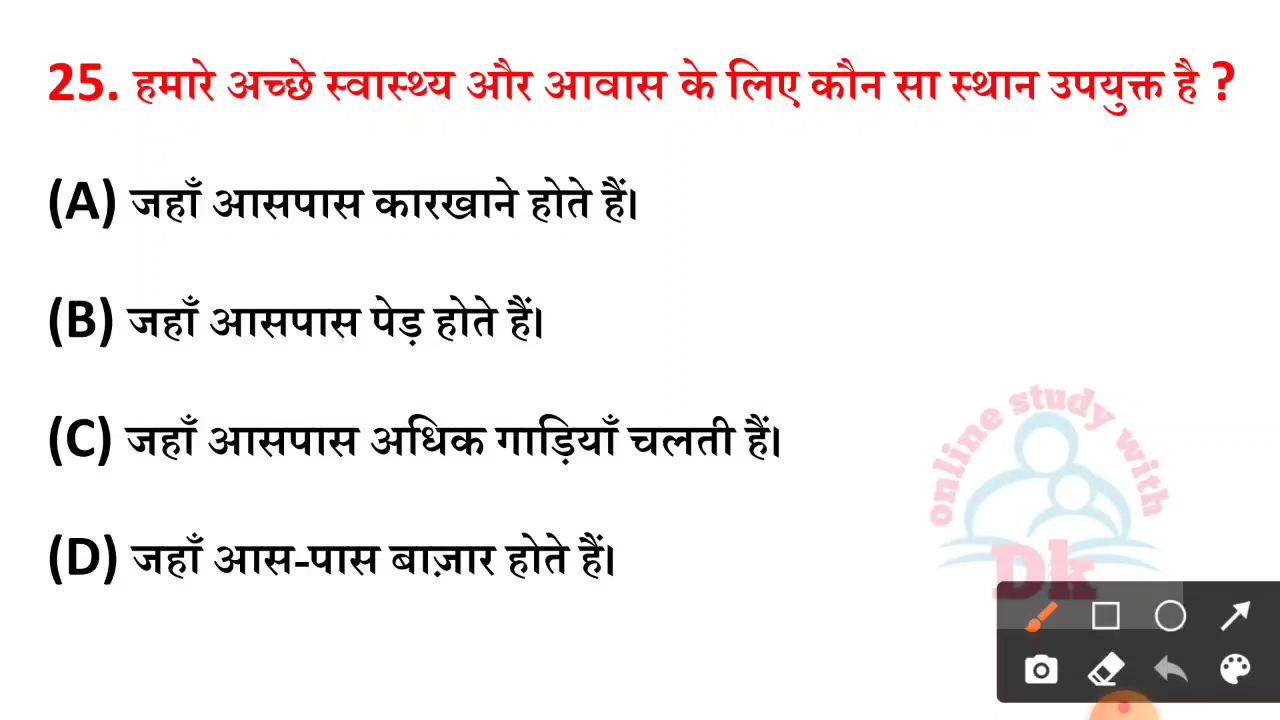 25. हमारे अच्छे स्वास्थ्य और आवास के लिए कौन सा स्थान उपयुक्त है ?
(A) जहाँ आसपास कारखाने होते हैं।
(B) जहाँ आसपास पेड़ होते हैं।
(C) जहाँ आसपास अधिक गाड़ियाँ चलती हैं।
(D) जहाँ आस-पास बाज़ार होते हैं।
online study with
Dk